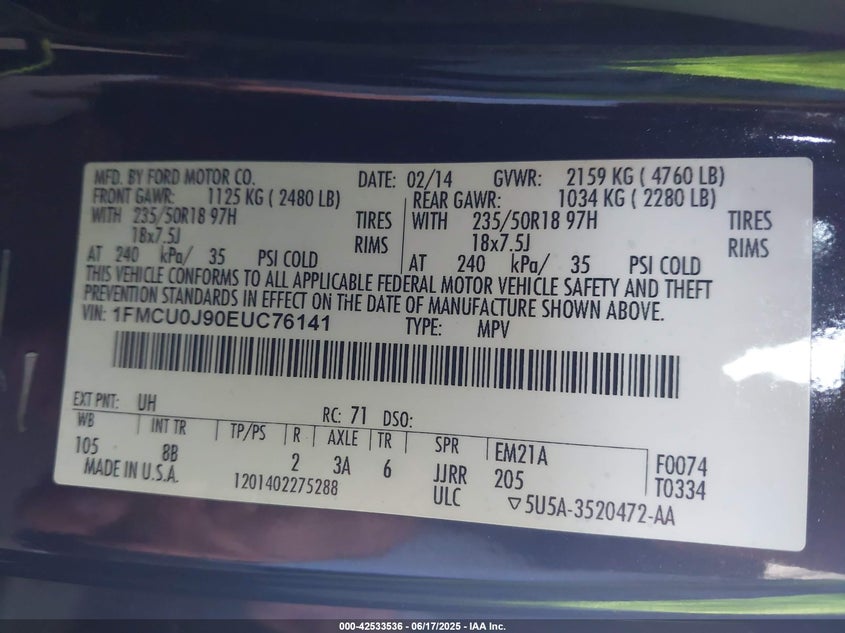 MFD. BY FORD MOTOR CO. DATE: 02/14 GVWR: 2159 KG ( 4760 LB)
FRONT GAWR: 1125 KG ( 2480 LB) REAR GAWR: 1034 KG ( 2280 LB)
WITH 235/50R18 97H TIRES WITH 235/50R18 97H TIRES
18x7.5J RIMS 18x7.5J RIMS
AT 240 kPa/ 35 PSI COLD AT 240 kPa/ 35 PSI COLD
THIS VEHICLE CONFORMS TO ALL APPLICABLE FEDERAL MOTOR VEHICLE SAFETY AND THEFT
PREVENTION STANDARDS IN EFFECT ON THE DATE OF MANUFACTURE SHOWN ABOVE.
VIN: 1FMCU0J90EUC76141 TYPE: MPV
EXT PNT: UH RC: 71 DSO:
WB INT TR TP/PS R AXLE TR SPR EM21A F0074
105 8B 2 3A 6 JJRR 205 T0334
MADE IN U.S.A. 1201402275288 ULC ▽5U5A-3520472-AA
000-42533536 - 06/17/2025 - IAA Inc.